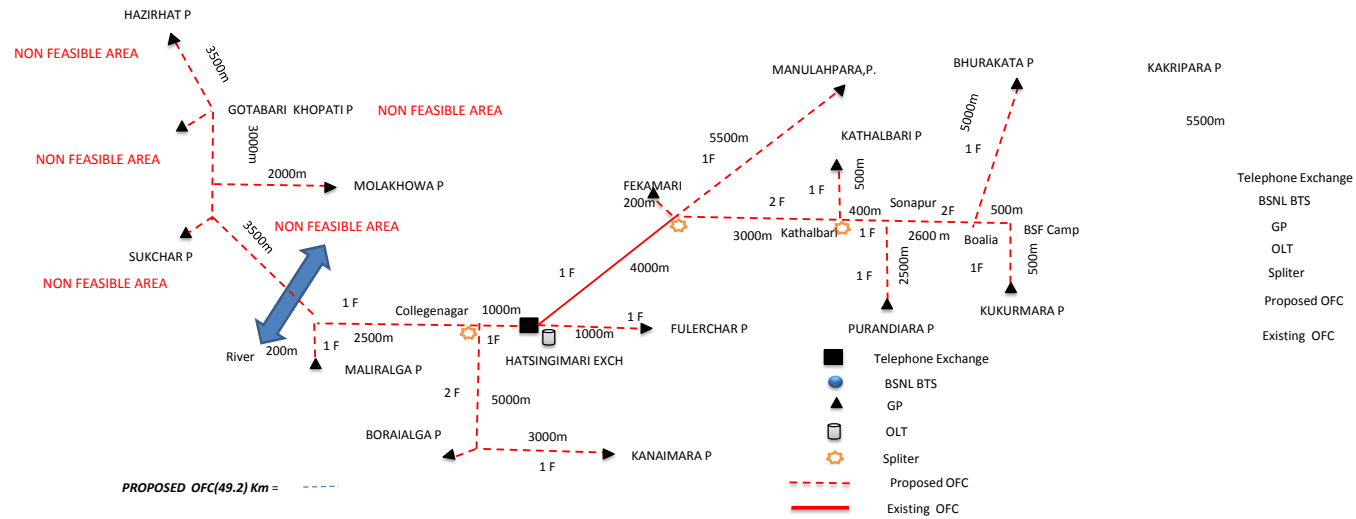 HAZIRHAT P
NON FEASIBLE AREA
3500m
MANULAHPARA,P.
BHURAKATA P
KAKRIPARA P
GOTABARI KHOPATI P
NON FEASIBLE AREA
5500m
1F
KATHALBARI P
5000m
1 F
5500m
NON FEASIBLE AREA
3000m
2000m
MOLAKHOWA P
FEKAMARI
200m
1 F
500m
Telephone Exchange
BSNL BTS
GP
OLT
Spliter
Proposed OFC
Existing OFC
2 F
400m
Sonapur
2F
500m
3000m
Kathalbari
1 F
2600 m
Boalia
BSF Camp
3500m
NON FEASIBLE AREA
SUKCHAR P
NON FEASIBLE AREA
1 F
4000m
1 F
2500m
1F
500m
KUKURMARA P
1 F
Collegenagar
1000m
1 F
1000m
FULERCHAR P
PURANDIARA P
River
200m
1 F
2500m
1F
HATSINGIMARI EXCH
MALIRALGA P
2 F
5000m
BORAIALGA P
3000m
1 F
KANAIMARA P
Telephone Exchange
BSNL BTS
GP
OLT
Spliter
Proposed OFC
Existing OFC
PROPOSED OFC(49.2) Km =